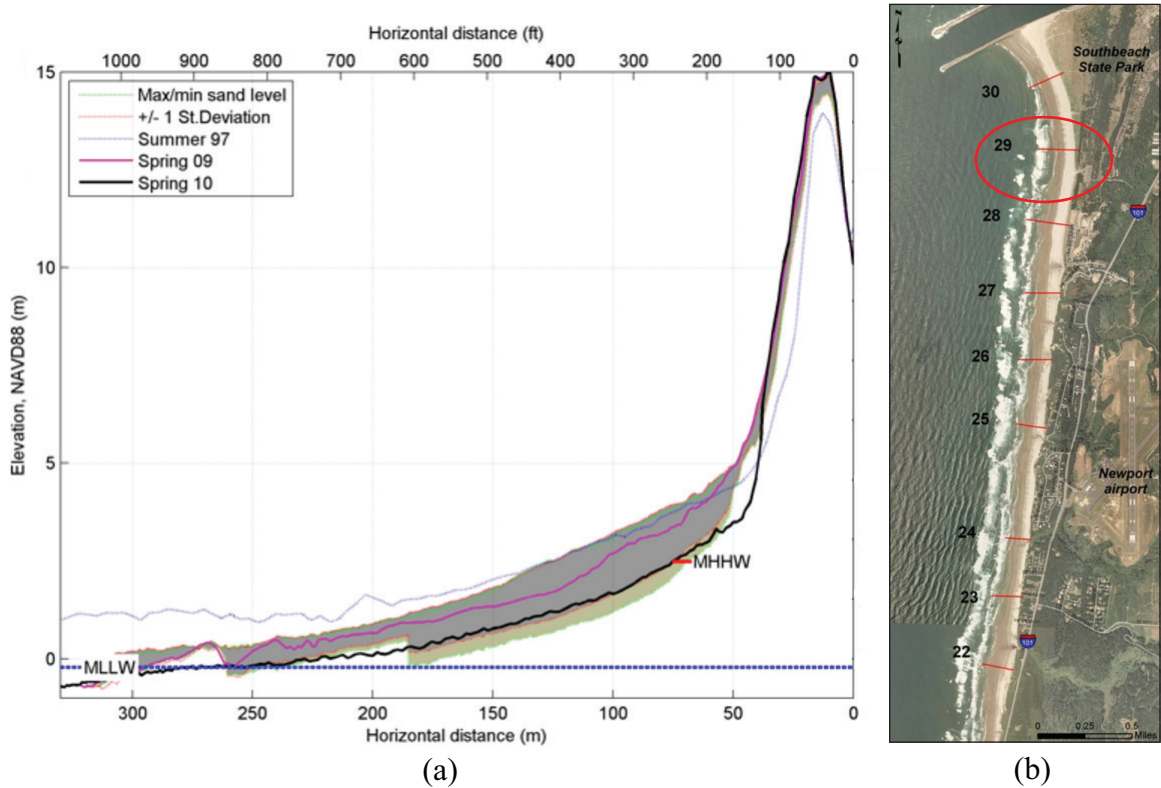 Horizontal distance (ft)
1000 900 800 700 600 500 400 300 200 100 0
15
10
5
0
Elevation, NAVD88 (m)
Max/min sand level
+/- 1 St.Deviation
Summer 97
Spring 09
Spring 10
MHHW
MLLW
300 250 200 150 100 50 0
Horizontal distance (m)
(a)
Southbeach
State Park
30
29
101
28
27
26
25
Newport
airport
24
23
101
22
0 0.25 0.5
Miles
(b)